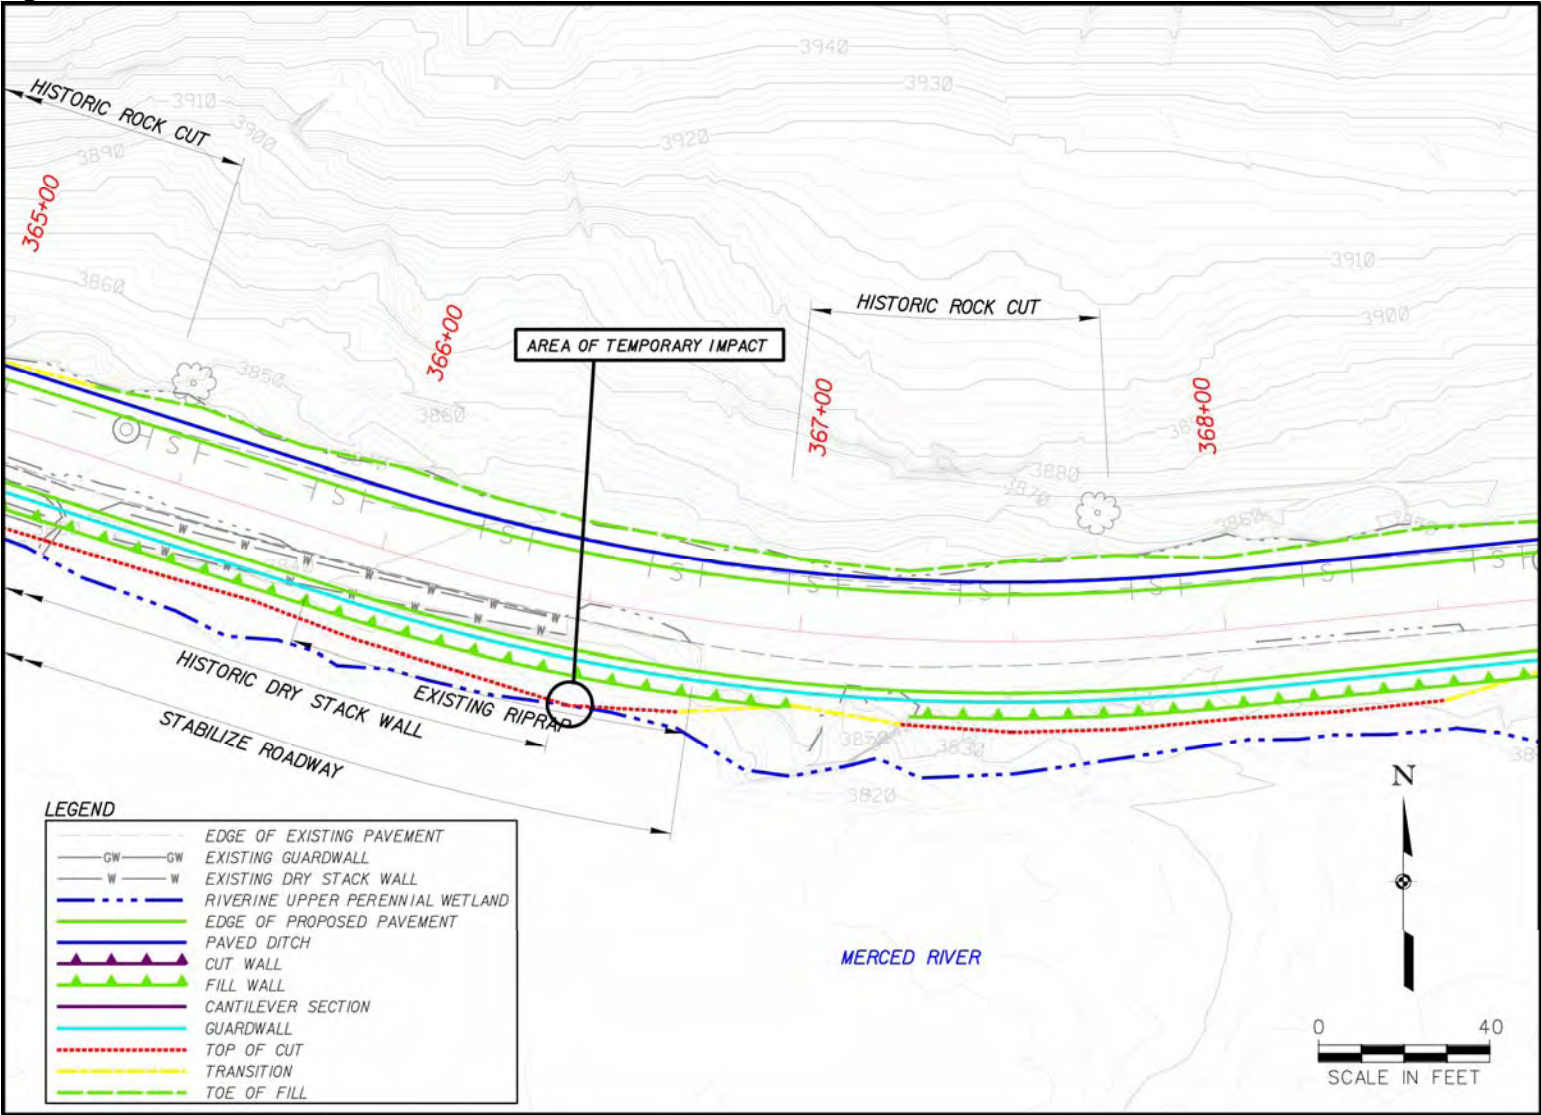 3940
3930
HISTORIC ROCK CUT
3910
3900
3920
3890
365+00
3910
3860
HISTORIC ROCK CUT
3900
366+00
AREA OF TEMPORARY IMPACT
3850
367+00
368+00
3860
S
3880
3870
3860
S
S
S
S
S
S
S
S
W
W
W
W
W
W
W
W
W
W
W
W
W
HISTORIC DRY STACK WALL
EXISTING RIPRAP
STABILIZE ROADWAY
3850
3830
3820
N
LEGEND
EDGE OF EXISTING PAVEMENT
GW GW EXISTING GUARDWALL
W W EXISTING DRY STACK WALL
RIVERINE UPPER PERENNIAL WETLAND
EDGE OF PROPOSED PAVEMENT
PAVED DITCH
CUT WALL
FILL WALL
CANTILEVER SECTION
GUARDWALL
TOP OF CUT
TRANSITION
TOE OF FILL
MERCED RIVER
0 40
SCALE IN FEET